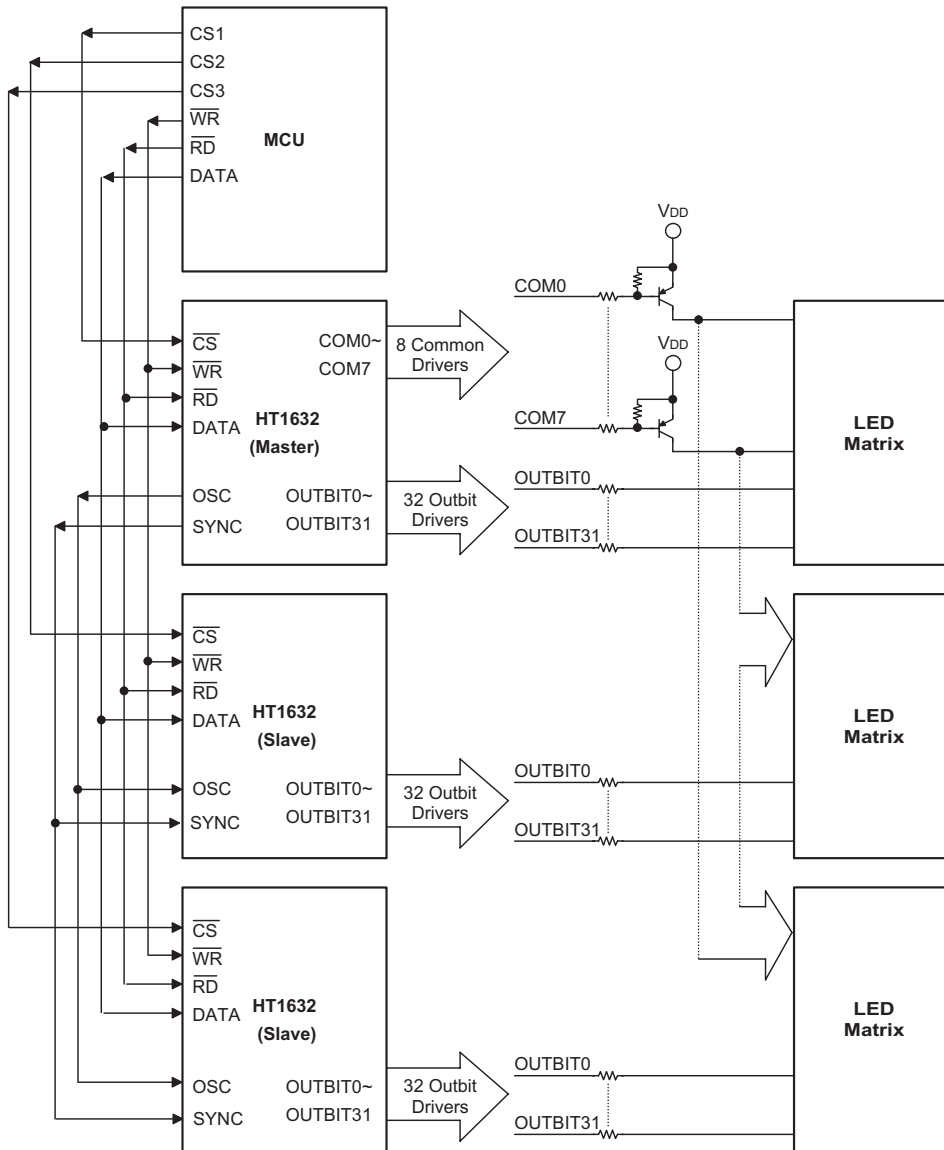 CS1
CS2
CS3
WR
RD
DATA
MCU
CS
WR
RD
DATA
OSC
SYNC
HT1632
(Master)
COM0~
COM7
OUTBIT0~
OUTBIT31
8 Common
Drivers
32 Outbit
Drivers
VDD
COM0
VDD
COM7
OUTBIT0
OUTBIT31
LED
Matrix
CS
WR
RD
DATA
OSC
SYNC
HT1632
(Slave)
OUTBIT0~
OUTBIT31
32 Outbit
Drivers
OUTBIT0
OUTBIT31
LED
Matrix
CS
WR
RD
DATA
OSC
SYNC
HT1632
(Slave)
OUTBIT0~
OUTBIT31
32 Outbit
Drivers
OUTBIT0
OUTBIT31
LED
Matrix